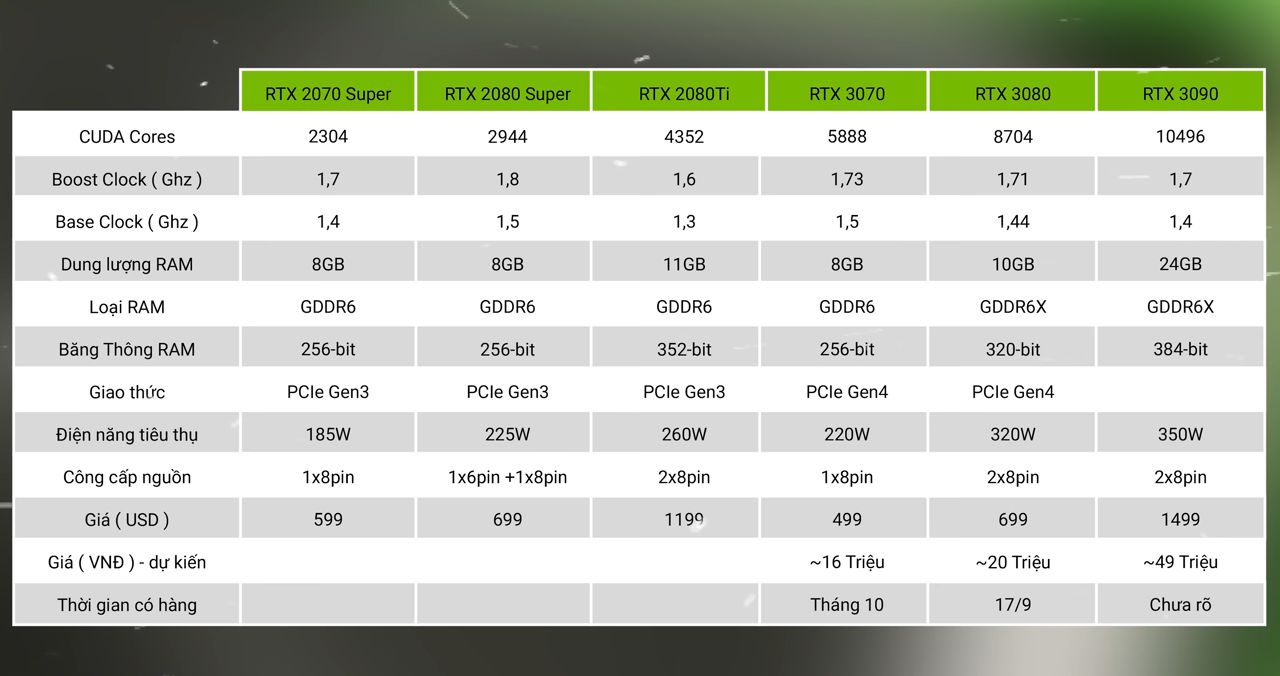 RTX 2070 Super RTX 2080 Super RTX 2080Ti RTX 3070 RTX 3080 RTX 3090
CUDA Cores 2304 2944 4352 5888 8704 10496
Boost Clock ( Ghz ) 1,7 1,8 1,6 1,73 1,71 1,7
Base Clock ( Ghz ) 1,4 1,5 1,3 1,5 1,44 1,4
Dung lượng RAM 8GB 8GB 11GB 8GB 10GB 24GB
Loại RAM GDDR6 GDDR6 GDDR6 GDDR6 GDDR6X GDDR6X
Băng Thông RAM 256-bit 256-bit 352-bit 256-bit 320-bit 384-bit
Giao thức PCIe Gen3 PCIe Gen3 PCIe Gen3 PCIe Gen4 PCIe Gen4
Điện năng tiêu thụ 185W 225W 260W 220W 320W 350W
Công cấp nguồn 1x8pin 1x6pin +1x8pin 2x8pin 1x8pin 2x8pin 2x8pin
Giá ( USD ) 599 699 1199 499 699 1499
Giá ( VNĐ ) - dự kiến ~16 Triệu ~20 Triệu ~49 Triệu
Thời gian có hàng Tháng 10 17/9 Chưa rõ